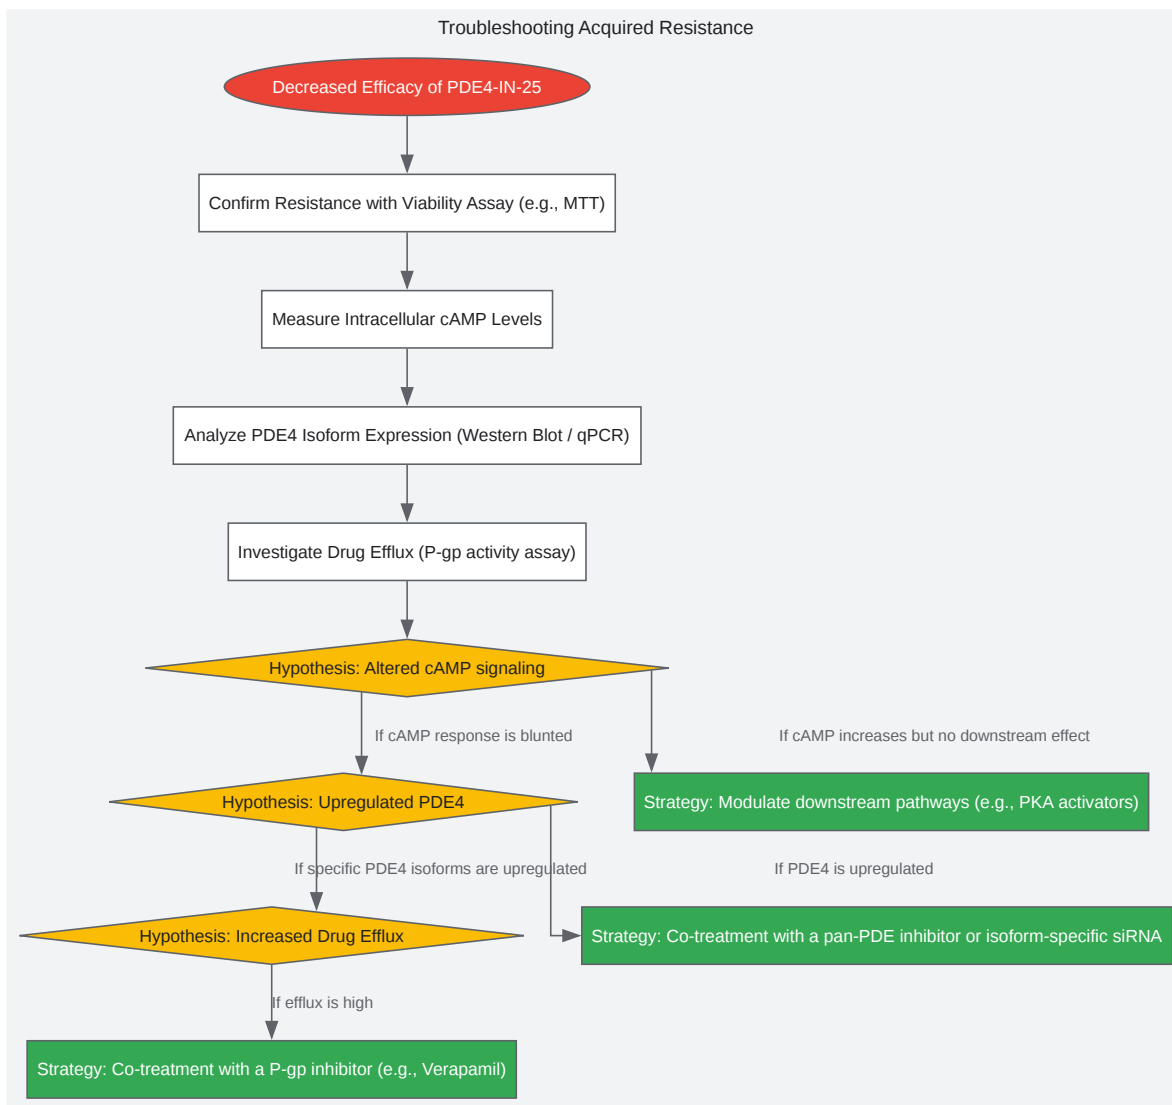 Troubleshooting Acquired Resistance
Decreased Efficacy of PDE4-IN-25
Confirm Resistance with Viability Assay (e.g., MTT)
Measure Intracellular cAMP Levels
Analyze PDE4 Isoform Expression (Western Blot / qPCR)
Investigate Drug Efflux (P-gp activity assay)
Hypothesis: Altered cAMP signaling
If cAMP response is blunted
If cAMP increases but no downstream effect
Hypothesis: Upregulated PDE4
Strategy: Modulate downstream pathways (e.g., PKA activators)
If specific PDE4 isoforms are upregulated
If PDE4 is upregulated
Hypothesis: Increased Drug Efflux
Strategy: Co-treatment with a pan-PDE inhibitor or isoform-specific siRNA
If efflux is high
Strategy: Co-treatment with a P-gp inhibitor (e.g., Verapamil)